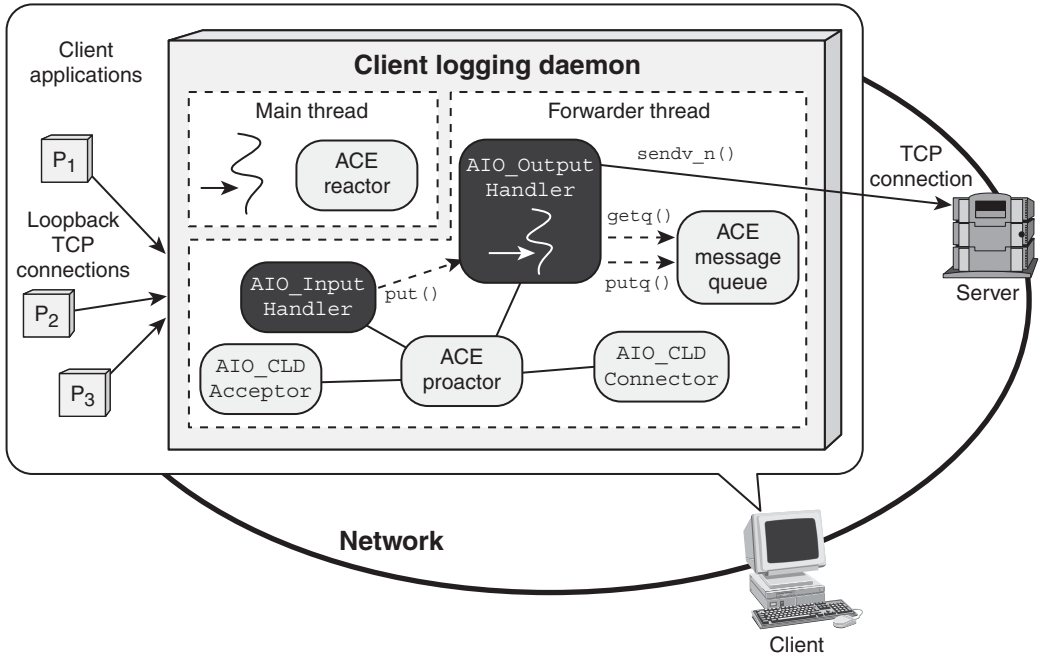 Client
applications
Client logging daemon
Main thread
Forwarder thread
P1
ACE
reactor
AIO_Output
Handler
sendv_n()
TCP
connection
Loopback
TCP
connections
getq()
ACE
message
queue
putq()
AIO_Input
Handler
put()
Server
P2
AIO_CLD
Acceptor
ACE
proactor
AIO_CLD
Connector
P3
Network
Client